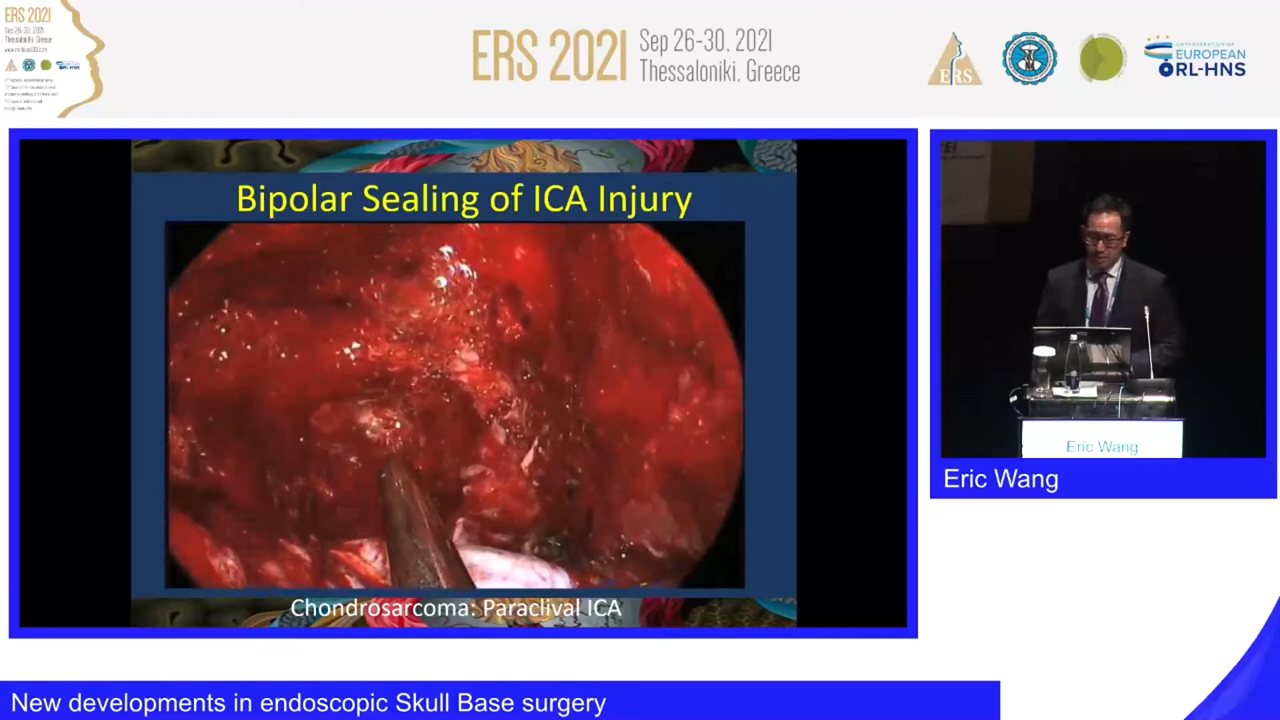 ERS 2021
Sep 26-30, 2021
Thessaloniki, Greece
ERS 2021
Sep 26-30, 2021
Thessaloniki, Greece
ERS
EUROPEAN
ORL-HNS
Bipolar Sealing of ICA Injury
Chondrosarcoma: Paraclival ICA
Eric Wang
Eric Wang
New developments in endoscopic Skull Base surgery